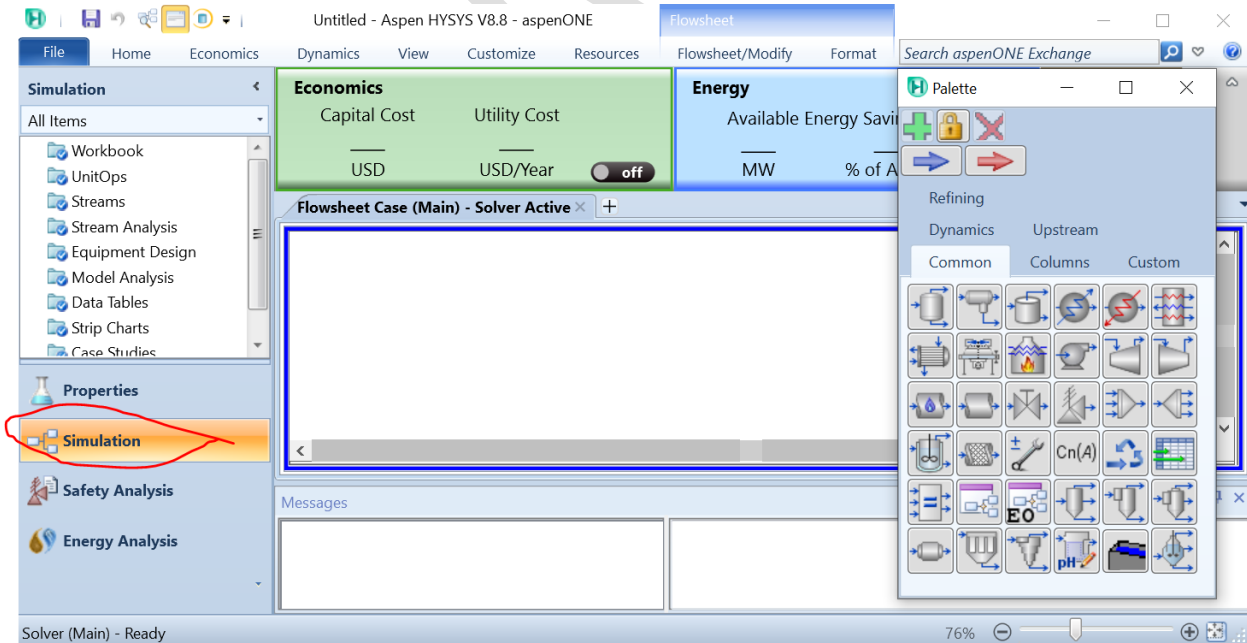 Untitled - Aspen HYSYS V8.8 - aspenONE
Flowsheet
File Home Economics Dynamics View Customize Resources Flowsheet/Modify Format Search aspenONE Exchange
Simulation
All Items
Workbook
UnitOps
Streams
Stream Analysis
Equipment Design
Model Analysis
Data Tables
Strip Charts
Case Studies
Properties
Simulation
Safety Analysis
Energy Analysis
Economics
Capital Cost Utility Cost
USD USD/Year off
Energy
Available Energy Savi
MW % of A
Flowsheet Case (Main) - Solver Active
Messages
Palette
Refining
Dynamics Upstream
Common Columns Custom
Cn(A)
EO
pH
Solver (Main) - Ready
76%